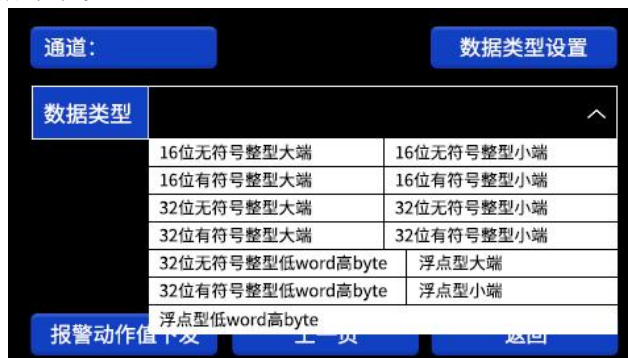 通道: 数据类型设置
数据类型
16位无符号整型大端 16位无符号整型小端
16位有符号整型大端 16位有符号整型小端
32位无符号整型大端 32位无符号整型小端
32位有符号整型大端 32位有符号整型小端
32位无符号整型低word高byte 浮点型大端
32位有符号整型低word高byte 浮点型小端
浮点型低word高byte
报警动作值下发 上一页 返回